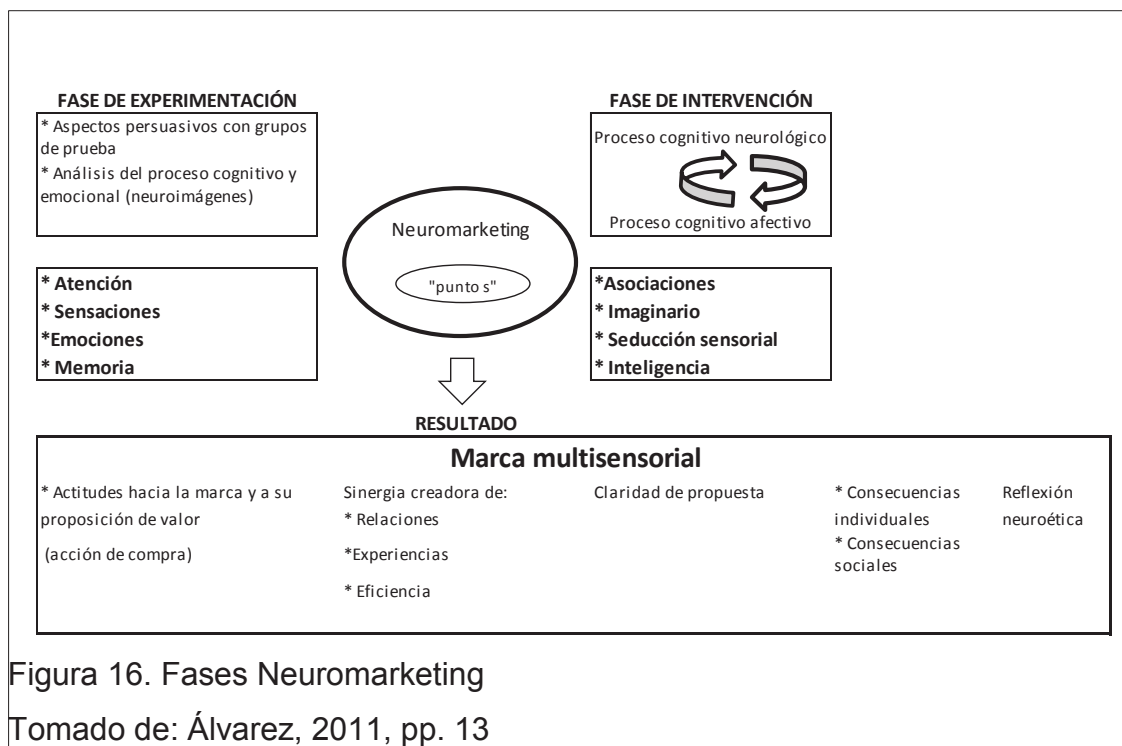 FASE DE EXPERIMENTACIÓN
* Aspectos persuasivos con grupos
de prueba
* Análisis del proceso cognitivo y
emocional (neuroimágenes)
* Atención
* Sensaciones
*Emociones
* Memoria
Neuromarketing
"punto s"
FASE DE INTERVENCIÓN
Proceso cognitivo neurológico
Proceso cognitivo afectivo
*Asociaciones
* Imaginario
* Seducción sensorial
* Inteligencia
RESULTADO
Marca multisensorial
* Actitudes hacia la marca y a su
proposición de valor
(acción de compra)
Sinergia creadora de:
* Relaciones
*Experiencias
* Eficiencia
Claridad de propuesta
* Consecuencias
individuales
* Consecuencias
sociales
Reflexión
neuroética
Figura 16. Fases Neuromarketing
Tomado de: Álvarez, 2011, pp. 13